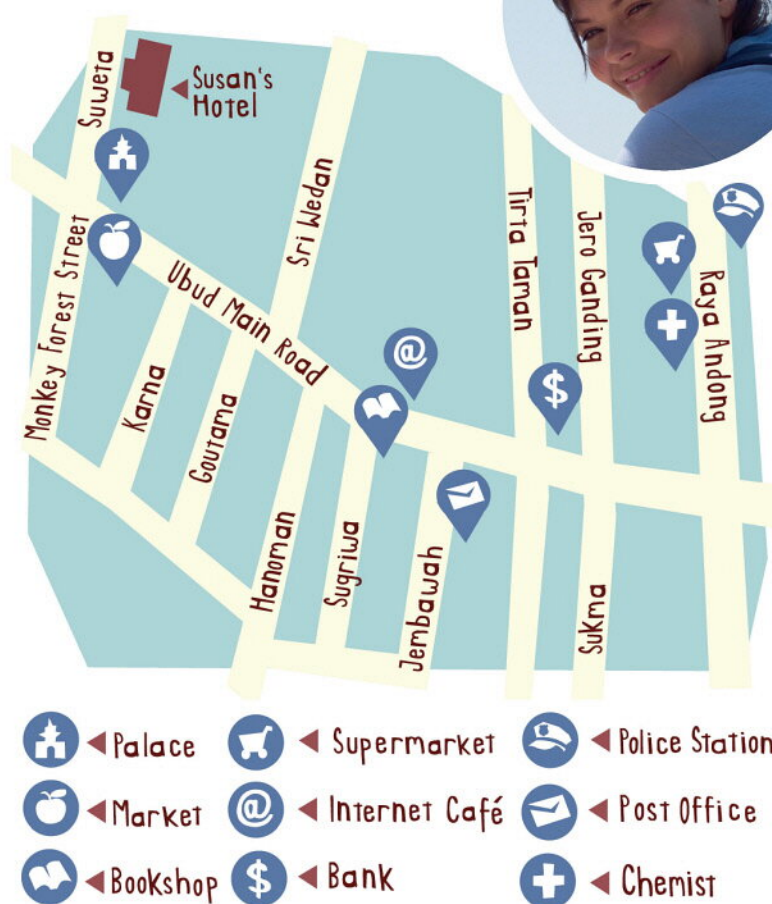 Suweta
Susan's
Hotel
Sri Wedan
Tirta Taman
Jero Ganding
Raya Andong
Monkey Forest Street
Ubud Main Road
Karna
Goutama
Hanoman
Sugriwa
Jembawah
Sukma
Palace
Supermarket
Police Station
Market
Internet Café
Post Office
Bookshop
Bank
Chemist